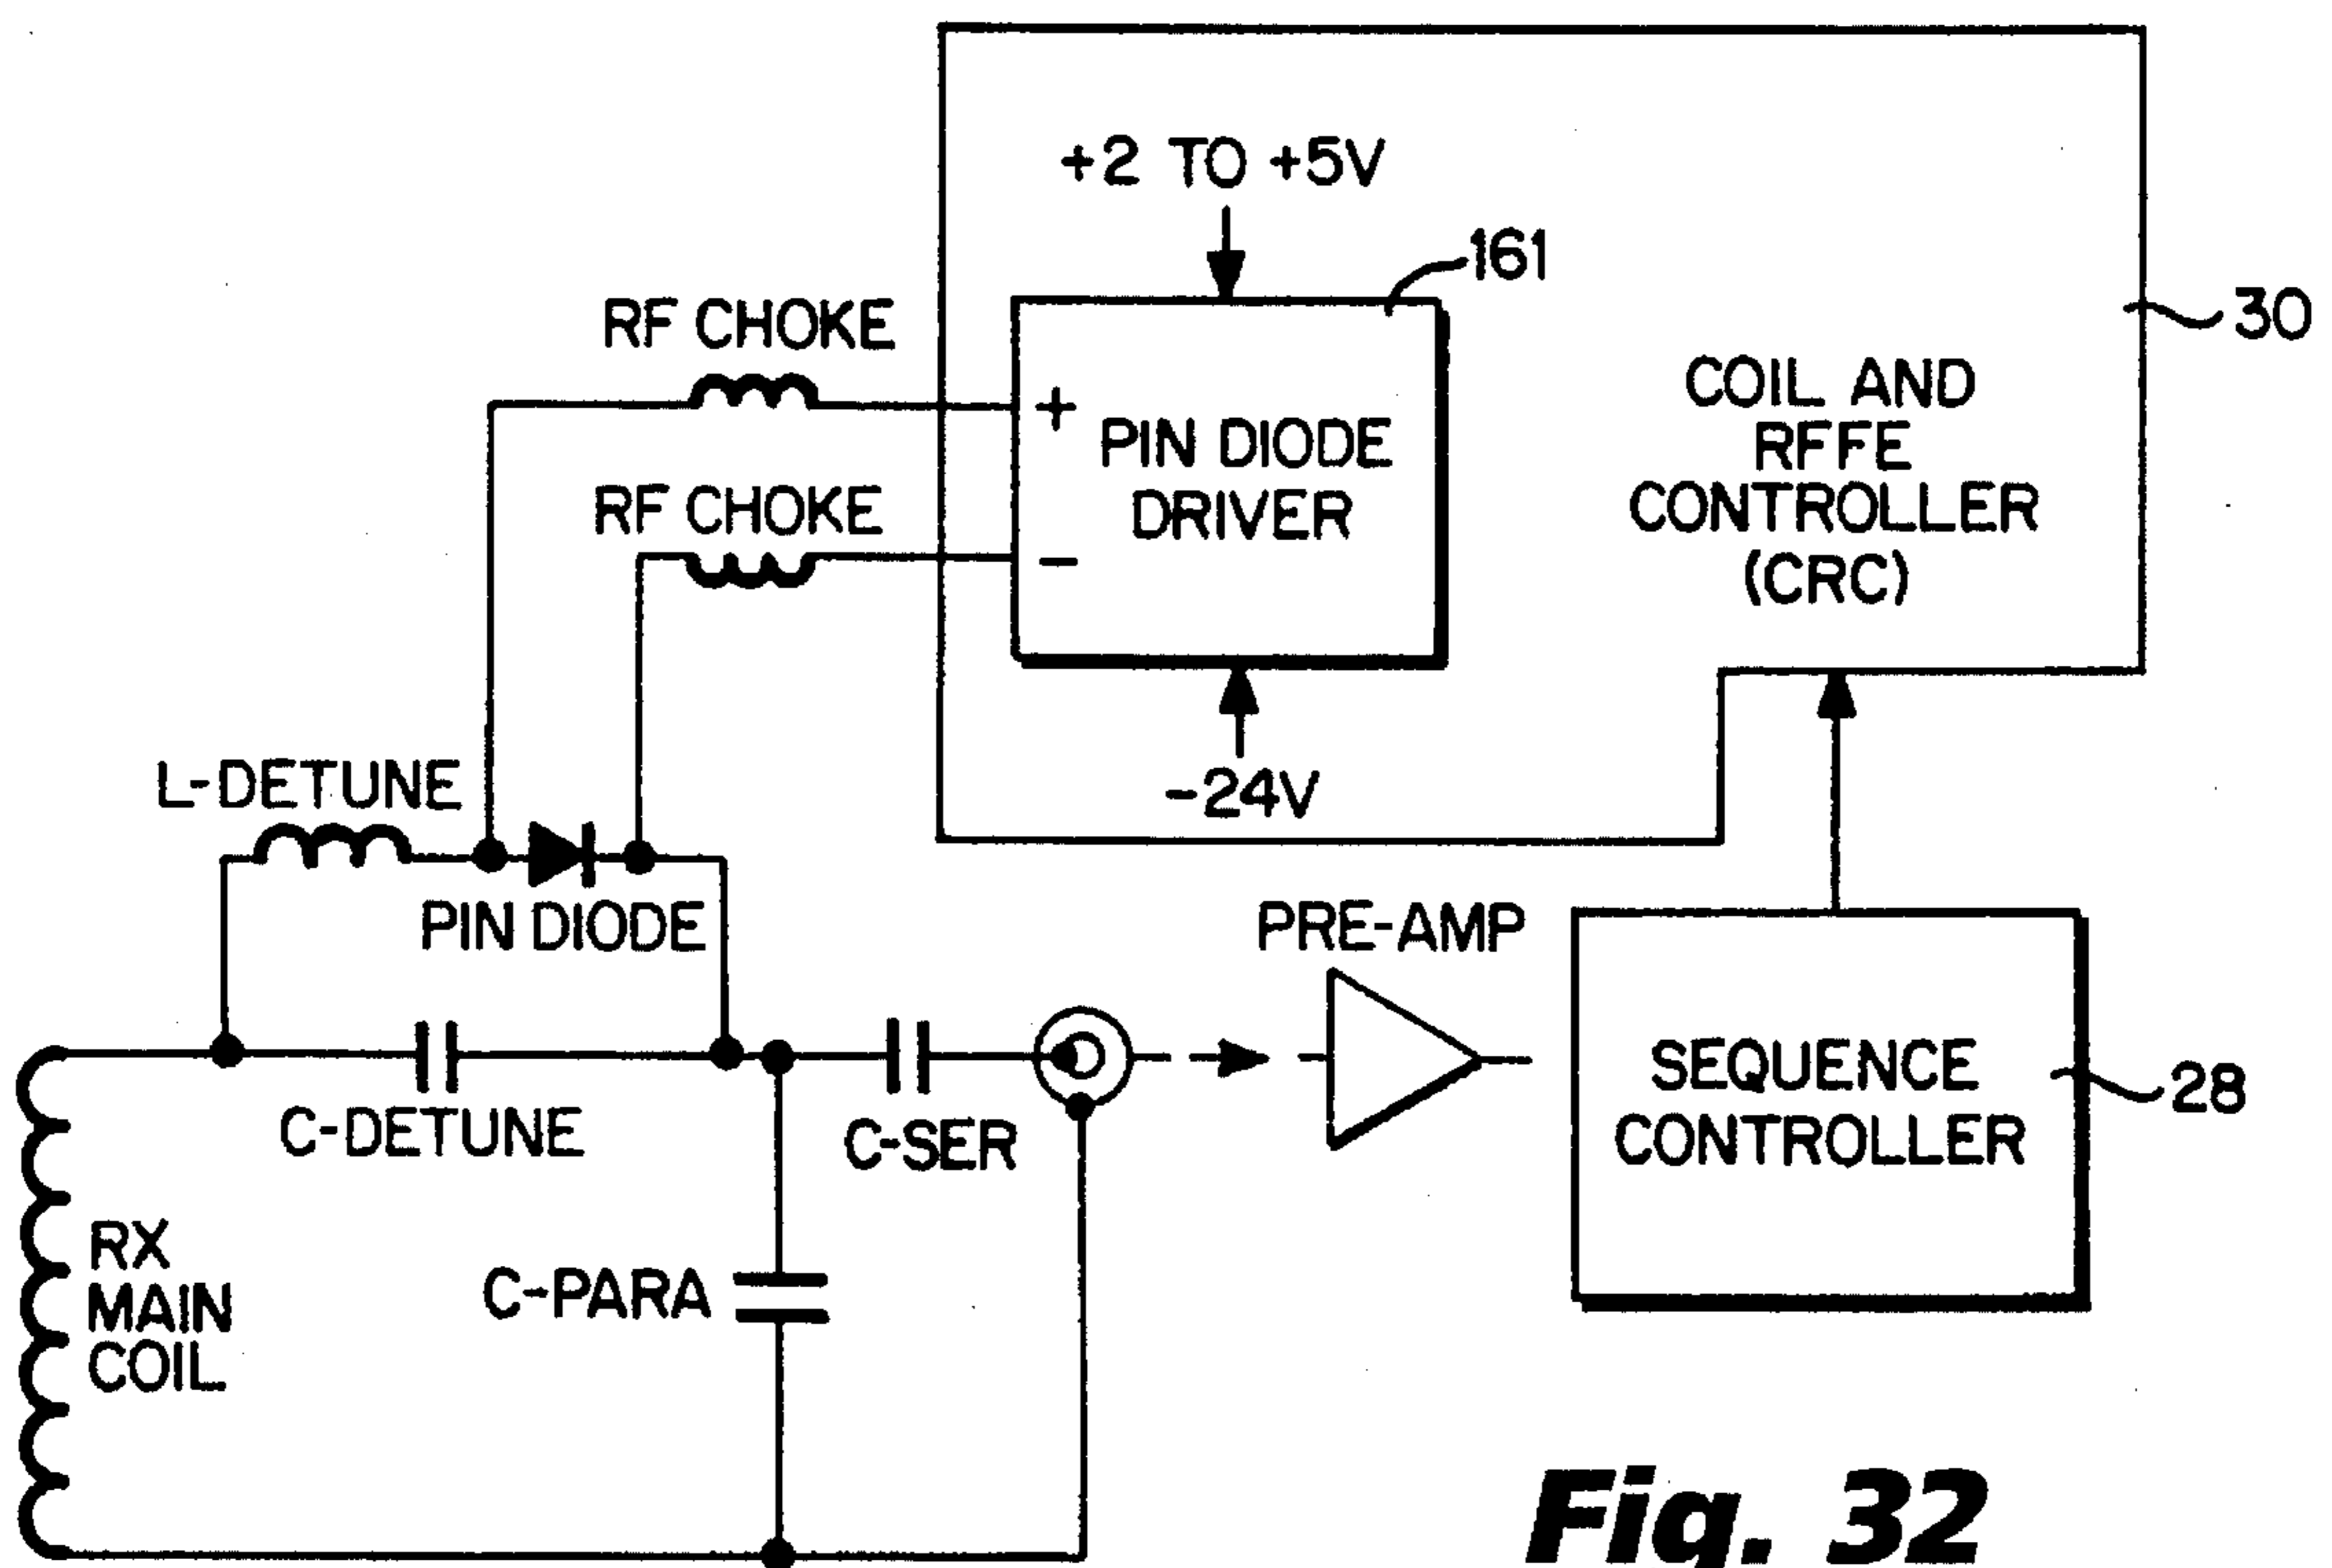 +2 TO +5V
161
RF CHOKE
30
+
PIN DIODE
DRIVER
COIL AND
RFFE
CONTROLLER
(CRC)
RF CHOKE
−
L-DETUNE
-24V
PIN DIODE
PRE-AMP
C-DETUNE
C-SER
SEQUENCE
CONTROLLER
28
RX
MAIN
COIL
C-PARA
Fig. 32